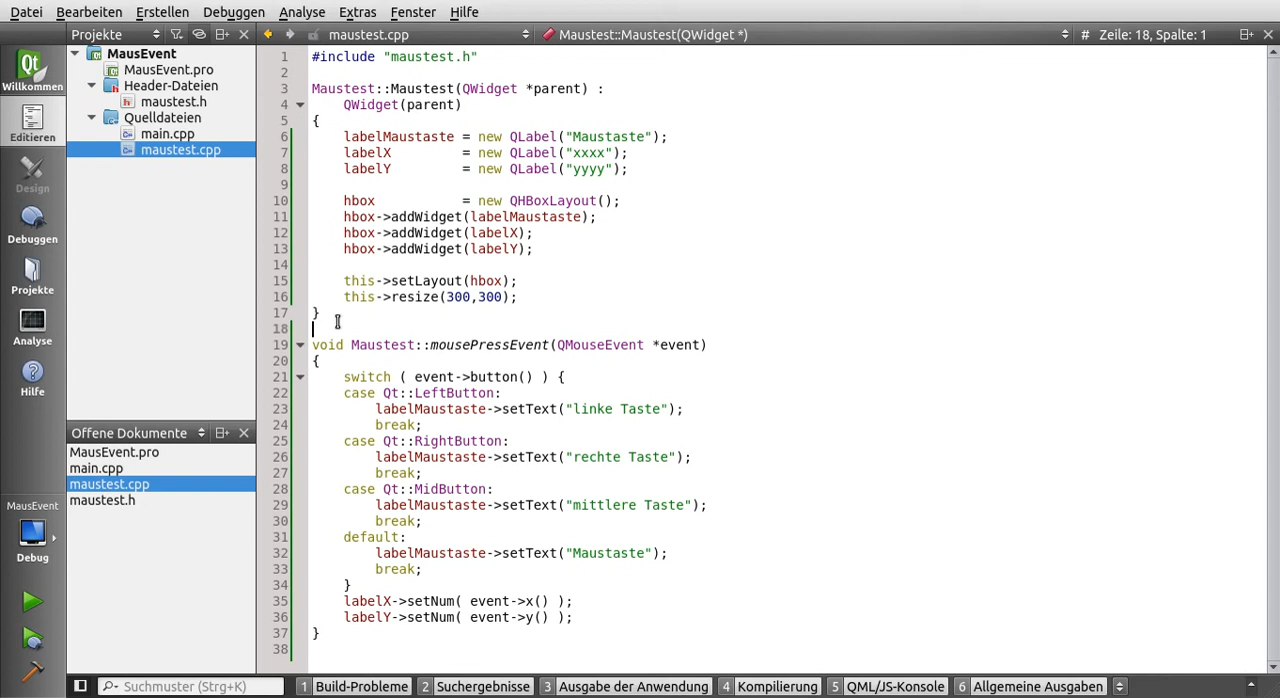 Datei Bearbeiten Erstellen Debuggen Analyse Extras Fenster Hilfe
Projekte maustest.cpp Maustest::Maustest(QWidget *) # Zeile: 18, Spalte: 1
Willkommen
Editieren
Design
Debuggen
Projekte
Analyse
Hilfe
MausEvent
Debug
MausEvent
MausEvent.pro
Header-Dateien
maustest.h
Quelldateien
main.cpp
maustest.cpp
Offene Dokumente
MausEvent.pro
main.cpp
maustest.cpp
maustest.h
1 #include "maustest.h"
2
3 Maustest::Maustest(QWidget *parent) :
4     QWidget(parent)
5 {
6     labelMaustaste = new QLabel("Maustaste");
7     labelX         = new QLabel("xxxx");
8     labelY         = new QLabel("yyyy");
9
10     hbox           = new QHBoxLayout();
11     hbox->addWidget(labelMaustaste);
12     hbox->addWidget(labelX);
13     hbox->addWidget(labelY);
14
15     this->setLayout(hbox);
16     this->resize(300,300);
17 }
18
19 void Maustest::mousePressEvent(QMouseEvent *event)
20 {
21     switch ( event->button() ) {
22     case Qt::LeftButton:
23         labelMaustaste->setText("linke Taste");
24         break;
25     case Qt::RightButton:
26         labelMaustaste->setText("rechte Taste");
27         break;
28     case Qt::MidButton:
29         labelMaustaste->setText("mittlere Taste");
30         break;
31     default:
32         labelMaustaste->setText("Maustaste");
33         break;
34     }
35     labelX->setNum( event->x() );
36     labelY->setNum( event->y() );
37 }
38
Suchmuster (Strg+K) 1 Build-Probleme 2 Suchergebnisse 3 Ausgabe der Anwendung 4 Kompilierung 5 QML/JS-Konsole 6 Allgemeine Ausgaben